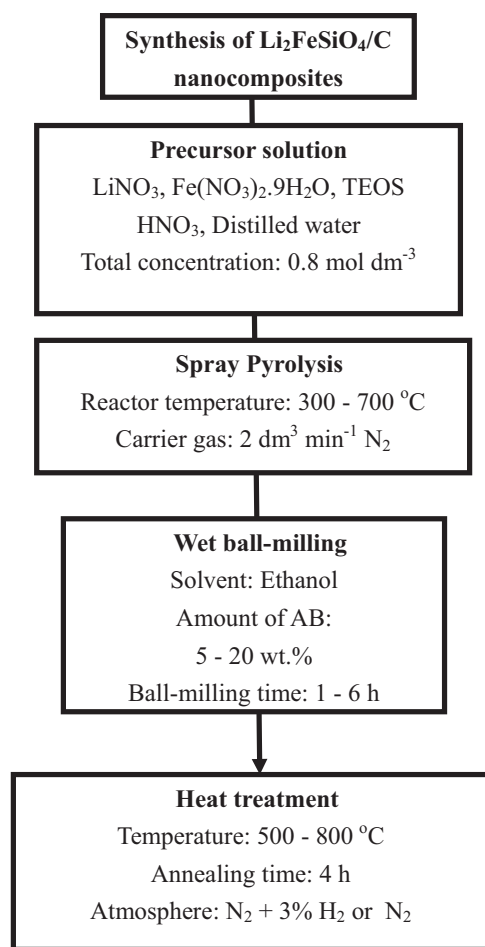 Synthesis of Li₂FeSiO₄/C
nanocomposites
Precursor solution
LiNO₃, Fe(NO₃)₂.9H₂O, TEOS
HNO₃, Distilled water
Total concentration: 0.8 mol dm⁻³
Spray Pyrolysis
Reactor temperature: 300 - 700 °C
Carrier gas: 2 dm³ min⁻¹ N₂
Wet ball-milling
Solvent: Ethanol
Amount of AB:
5 - 20 wt.%
Ball-milling time: 1 - 6 h
Heat treatment
Temperature: 500 - 800 °C
Annealing time: 4 h
Atmosphere: N₂ + 3% H₂ or N₂